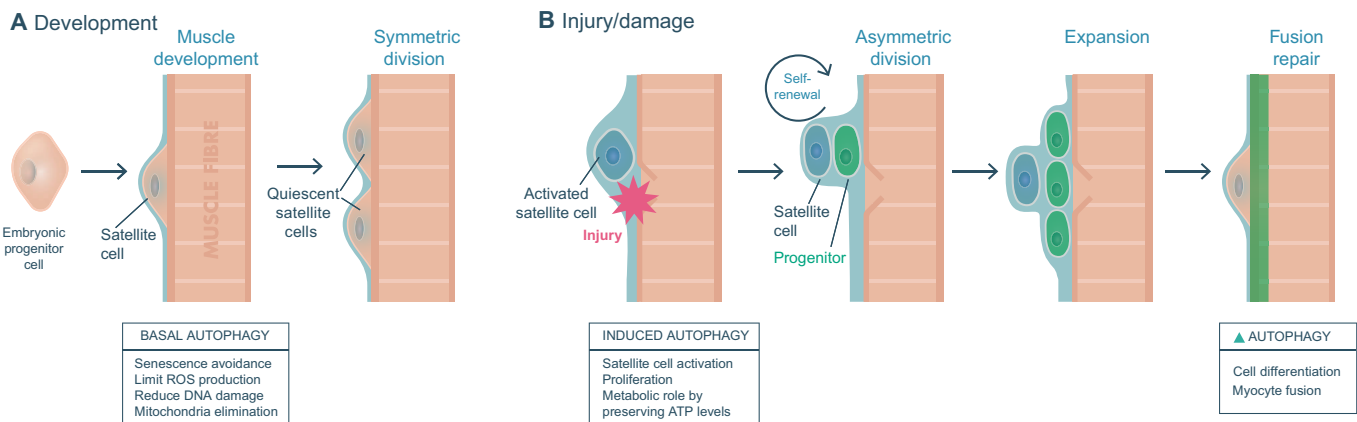 A Development
Muscle
development
Symmetric
division
MUSCLE FIBRE
Embryonic
progenitor
cell
Satellite
cell
Quiescent
satellite
cells
BASAL AUTOPHAGY
Senescence avoidance
Limit ROS production
Reduce DNA damage
Mitochondria elimination
B Injury/damage
Asymmetric
division
Expansion
Fusion
repair
Self-
renewal
Activated
satellite cell
Injury
Satellite
cell
Progenitor
INDUCED AUTOPHAGY
Satellite cell activation
Proliferation
Metabolic role by
preserving ATP levels
▲ AUTOPHAGY
Cell differentiation
Myocyte fusion